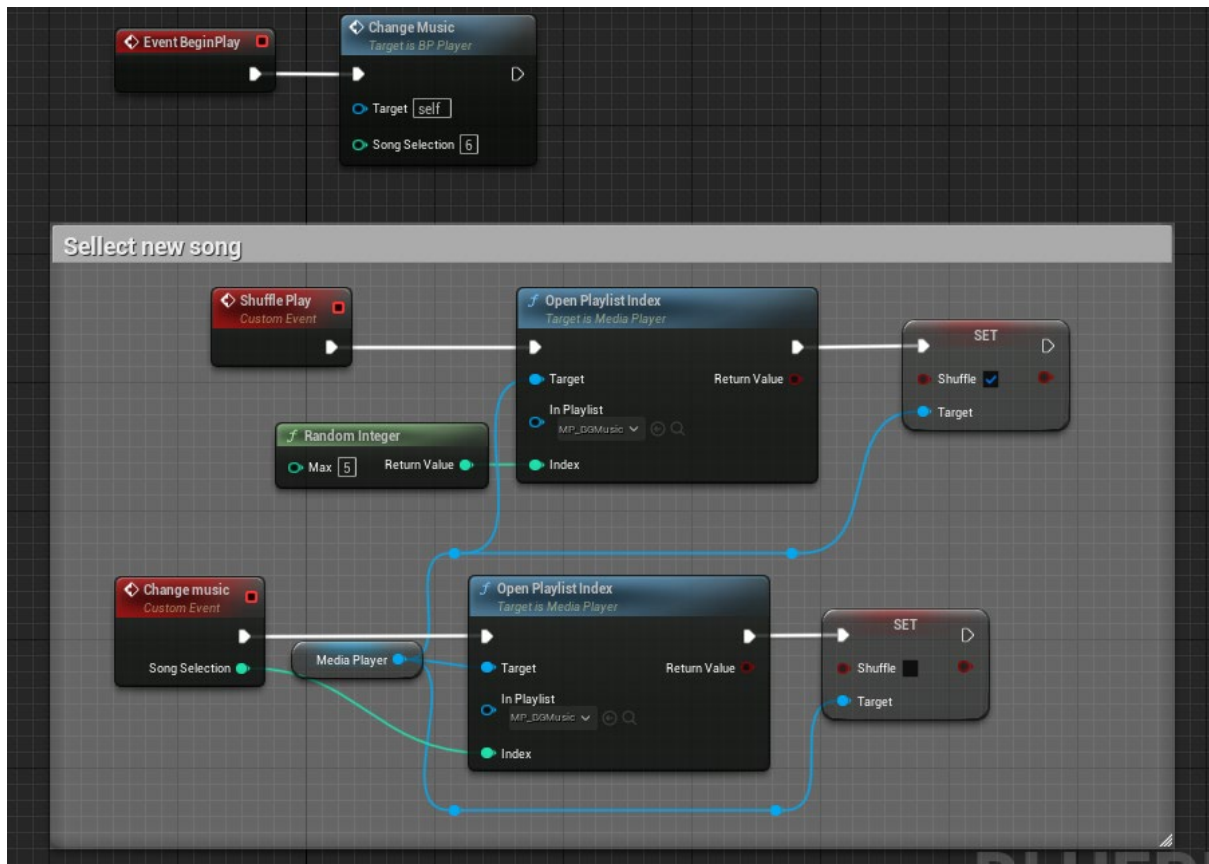 Event BeginPlay
Change Music
Target is BP Player
Target self
Song Selection 6
Sellect new song
Shuffle Play
Custom Event
Open Playlist Index
Target is Media Player
SET
Target
Return Value
Shuffle
In Playlist
MP_DGMusic
Target
Random Integer
Max 5
Return Value
Index
Change music
Custom Event
Open Playlist Index
Target is Media Player
SET
Song Selection
Media Player
Target
Return Value
Shuffle
In Playlist
MP_DGMusic
Target
Index